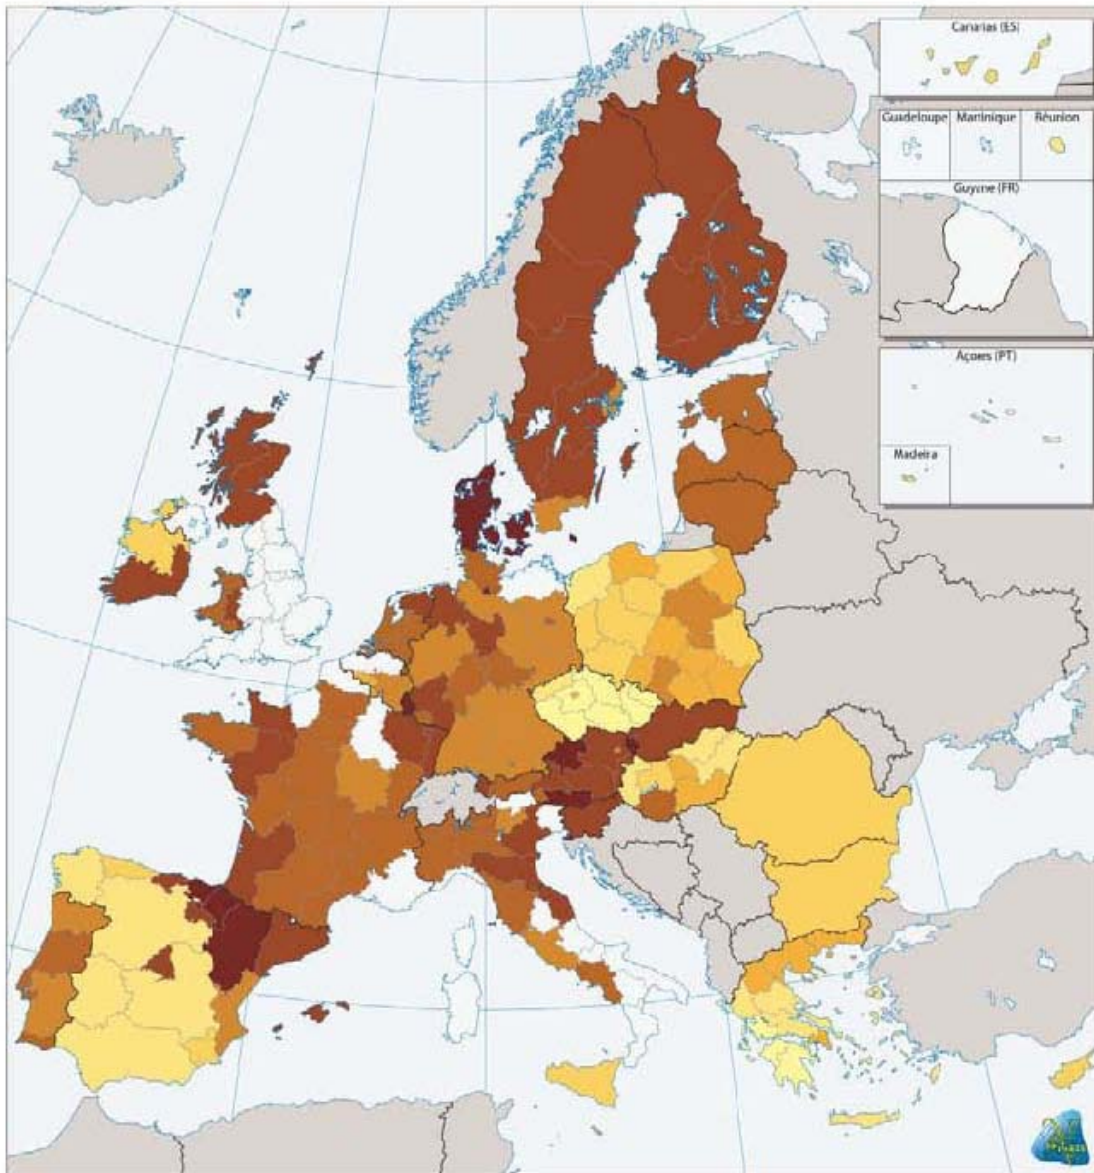 Canarias (ES)
Guadeloupe
Martinique
Réunion
Guyane (FR)
Açores (PT)
Madeira